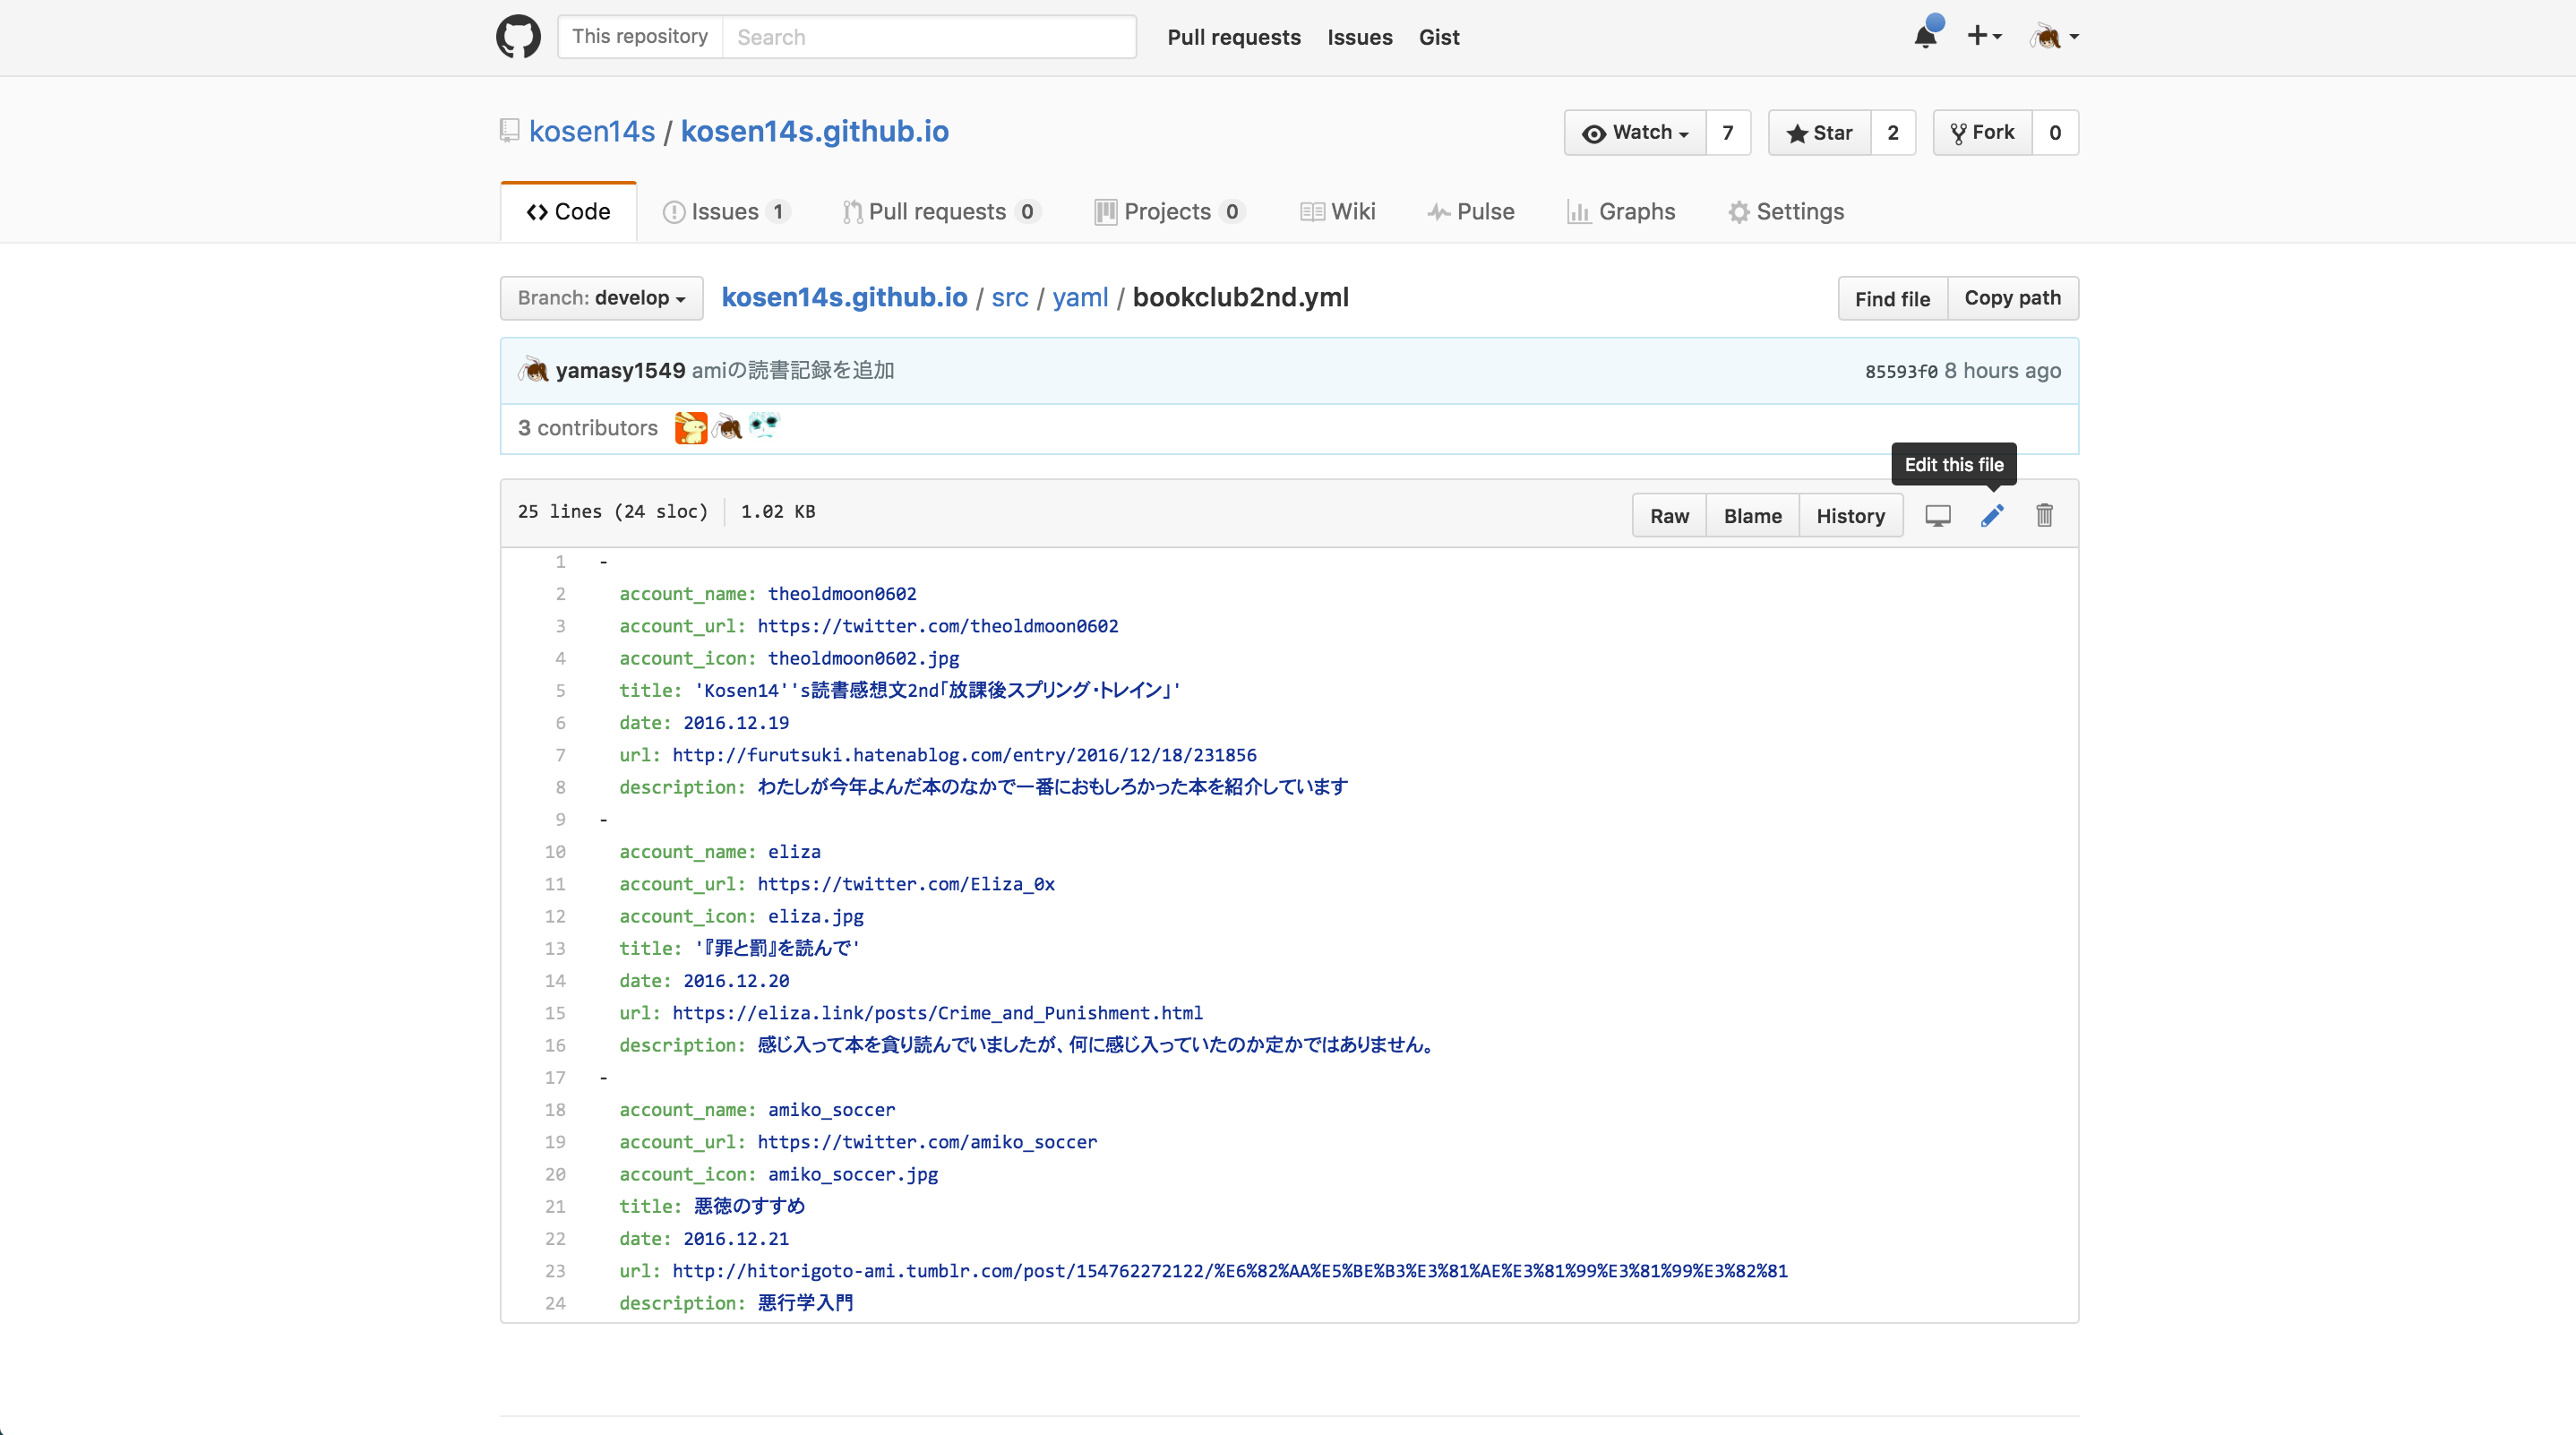 This repository Search Pull requests Issues Gist
kosen14s / kosen14s.github.io Watch 7 Star 2 Fork 0
Code Issues 1 Pull requests 0 Projects 0 Wiki Pulse Graphs Settings
Branch: develop kosen14s.github.io / src / yaml / bookclub2nd.yml Find file Copy path
yamasy1549 amiの読書記録を追加 85593f0 8 hours ago
3 contributors
Edit this file
25 lines (24 sloc) 1.02 KB Raw Blame History
1 -
2 account_name: theoldmoon0602
3 account_url: https://twitter.com/theoldmoon0602
4 account_icon: theoldmoon0602.jpg
5 title: 'Kosen14''s読書感想文2nd「放課後スプリング・トレイン」'
6 date: 2016.12.19
7 url: http://furutsuki.hatenablog.com/entry/2016/12/18/231856
8 description: わたしが今年よんだ本のなかで一番におもしろかった本を紹介しています
9 -
10 account_name: eliza
11 account_url: https://twitter.com/Eliza_0x
12 account_icon: eliza.jpg
13 title: '『罪と罰』を読んで'
14 date: 2016.12.20
15 url: https://eliza.link/posts/Crime_and_Punishment.html
16 description: 感じ入って本を貪り読んでいましたが、何に感じ入っていたのか定かではありません。
17 -
18 account_name: amiko_soccer
19 account_url: https://twitter.com/amiko_soccer
20 account_icon: amiko_soccer.jpg
21 title: 悪徳のすすめ
22 date: 2016.12.21
23 url: http://hitorigoto-ami.tumblr.com/post/154762272122/%E6%82%AA%E5%BE%B3%E3%81%AE%E3%81%99%E3%81%99%E3%82%81
24 description: 悪行学入門